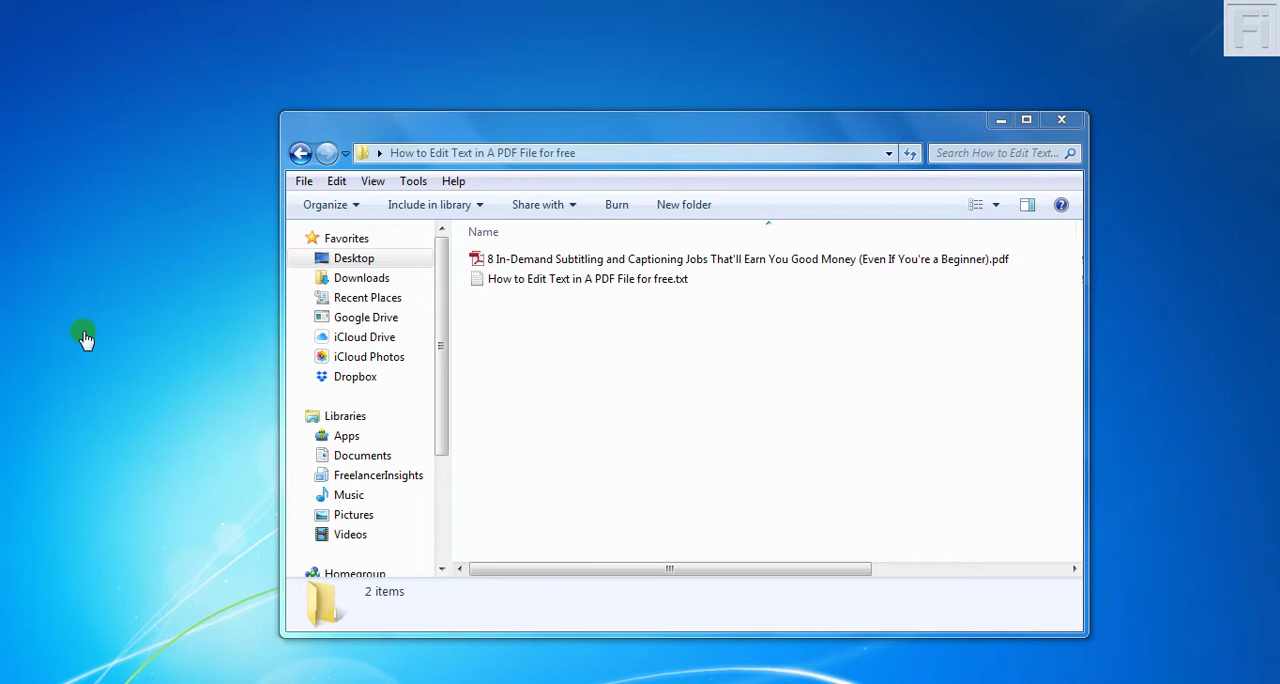 Fi
How to Edit Text in A PDF File for free
Search How to Edit Text...
File Edit View Tools Help
Organize Include in library Share with Burn New folder
Name
Favorites
Desktop
Downloads
Recent Places
Google Drive
iCloud Drive
iCloud Photos
Dropbox
Libraries
Apps
Documents
FreelancerInsights
Music
Pictures
Videos
Homegroup
8 In-Demand Subtitling and Captioning Jobs That'll Earn You Good Money (Even If You're a Beginner).pdf
How to Edit Text in A PDF File for free.txt
2 items